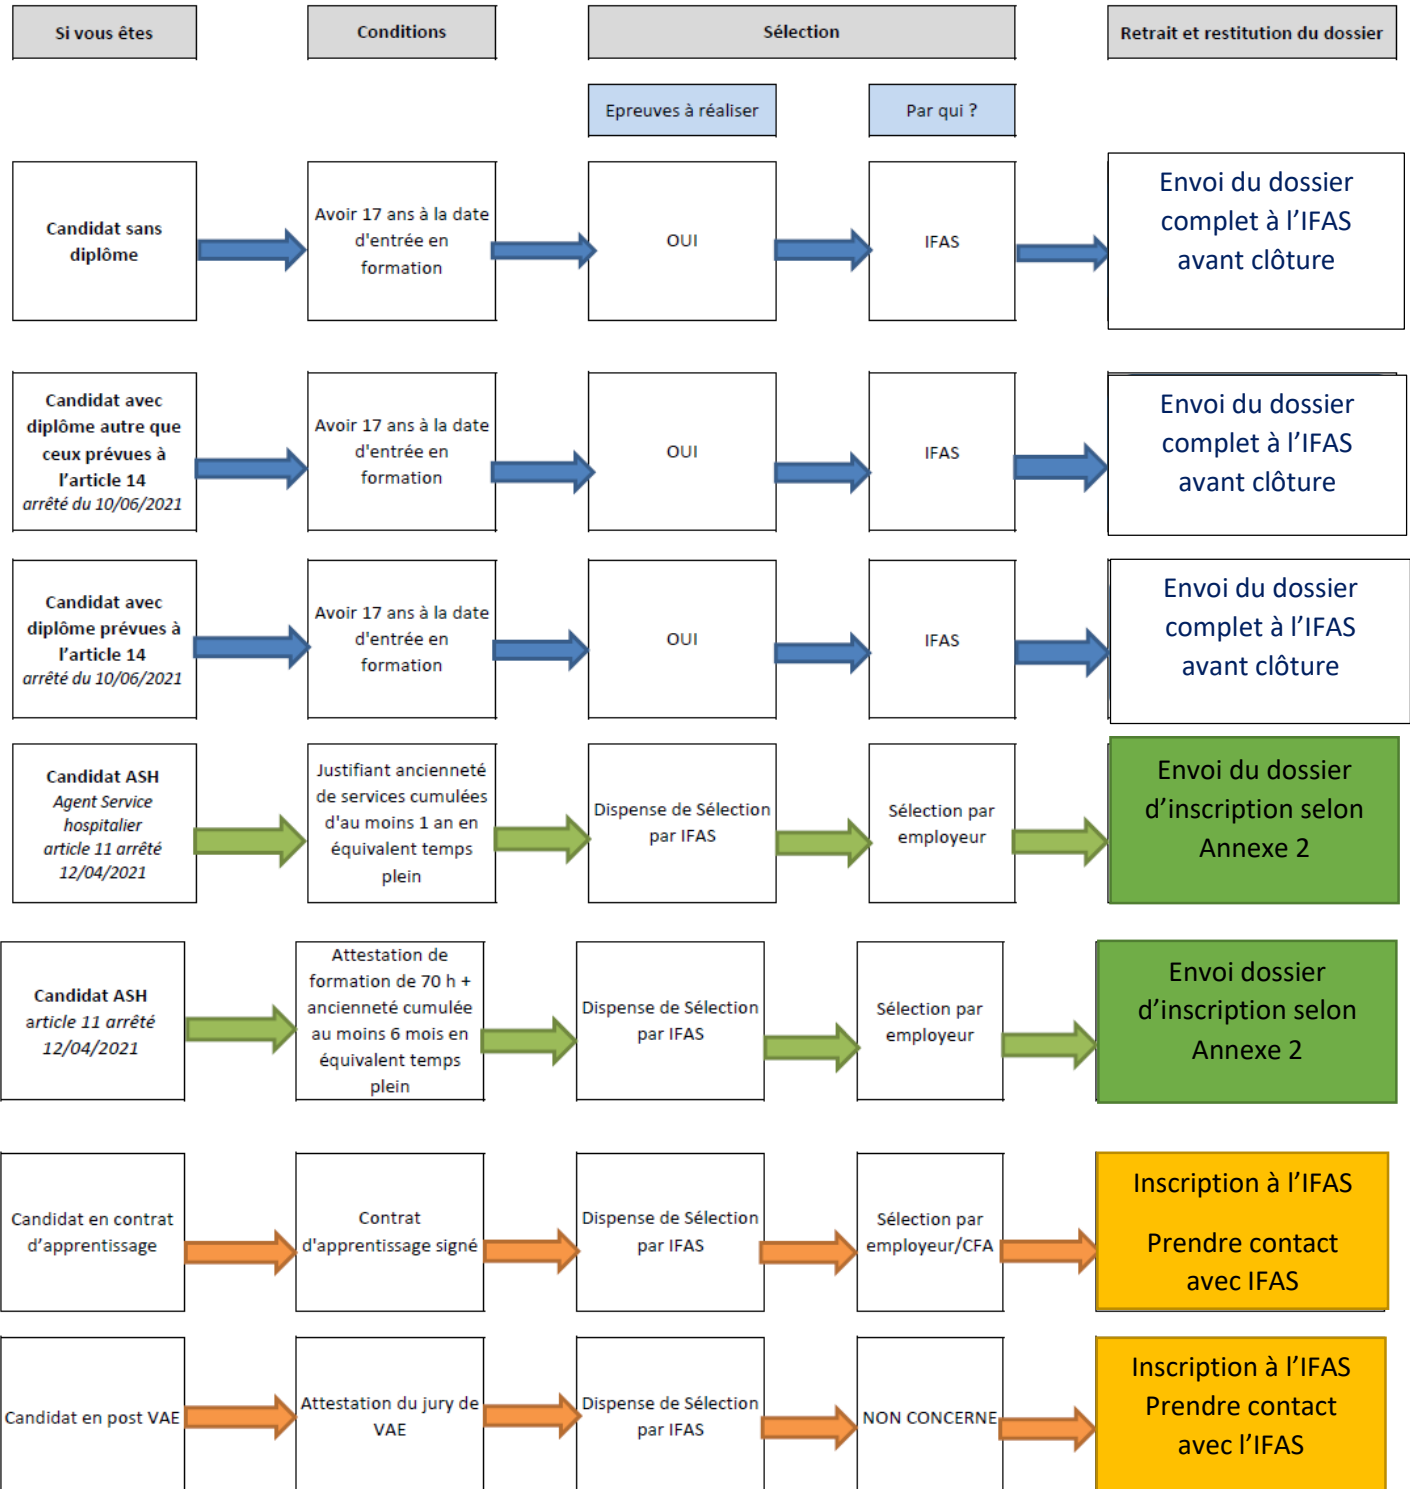 Si vous êtes
Conditions
Sélection
Retrait et restitution du dossier
Epreuves à réaliser
Par qui ?
Candidat sans
diplôme
Avoir 17 ans à la date
d'entrée en
formation
OUI
IFAS
Envoi du dossier
complet à l’IFAS
avant clôture
Candidat avec
diplôme autre que
ceux prévues à
l’article 14
arrêté du 10/06/2021
Avoir 17 ans à la date
d'entrée en
formation
OUI
IFAS
Envoi du dossier
complet à l’IFAS
avant clôture
Candidat avec
diplôme prévues à
l’article 14
arrêté du 10/06/2021
Avoir 17 ans à la date
d'entrée en
formation
OUI
IFAS
Envoi du dossier
complet à l’IFAS
avant clôture
Candidat ASH
Agent Service
hospitalier
article 11 arrêté
12/04/2021
Justifiant ancienneté
de services cumulées
d'au moins 1 an en
équivalent temps
plein
Dispense de Sélection
par IFAS
Sélection par
employeur
Envoi du dossier
d’inscription selon
Annexe 2
Candidat ASH
article 11 arrêté
12/04/2021
Attestation de
formation de 70 h +
ancienneté cumulée
au moins 6 mois en
équivalent temps
plein
Dispense de Sélection
par IFAS
Sélection par
employeur
Envoi dossier
d’inscription selon
Annexe 2
Candidat en contrat
d’apprentissage
Contrat
d'apprentissage signé
Dispense de Sélection
par IFAS
Sélection par
employeur/CFA
Inscription à l’IFAS
Prendre contact
avec IFAS
Candidat en post VAE
Attestation du jury de
VAE
Dispense de Sélection
par IFAS
NON CONCERNE
Inscription à l’IFAS
Prendre contact
avec l’IFAS